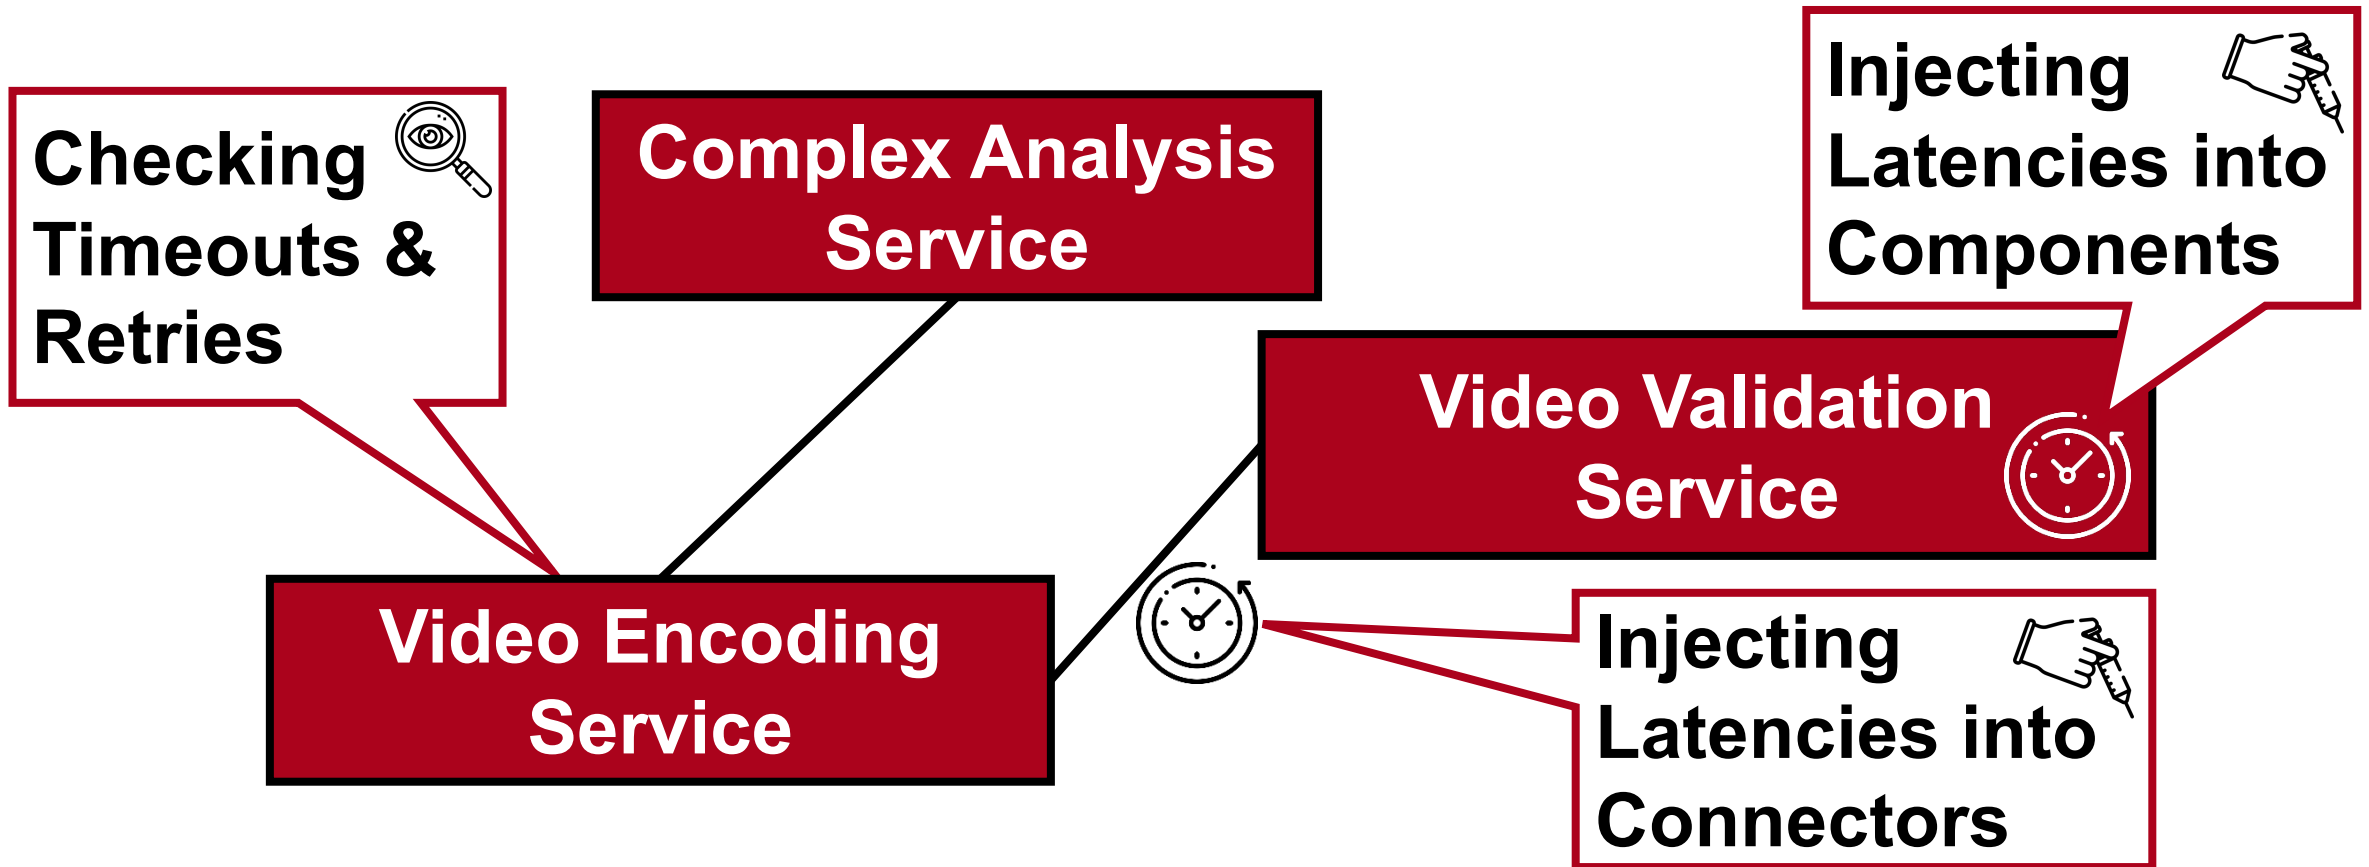 Checking
Timeouts &
Retries
Complex Analysis
Service
Injecting
Latencies into
Components
Video Validation
Service
Video Encoding
Service
Injecting
Latencies into
Connectors